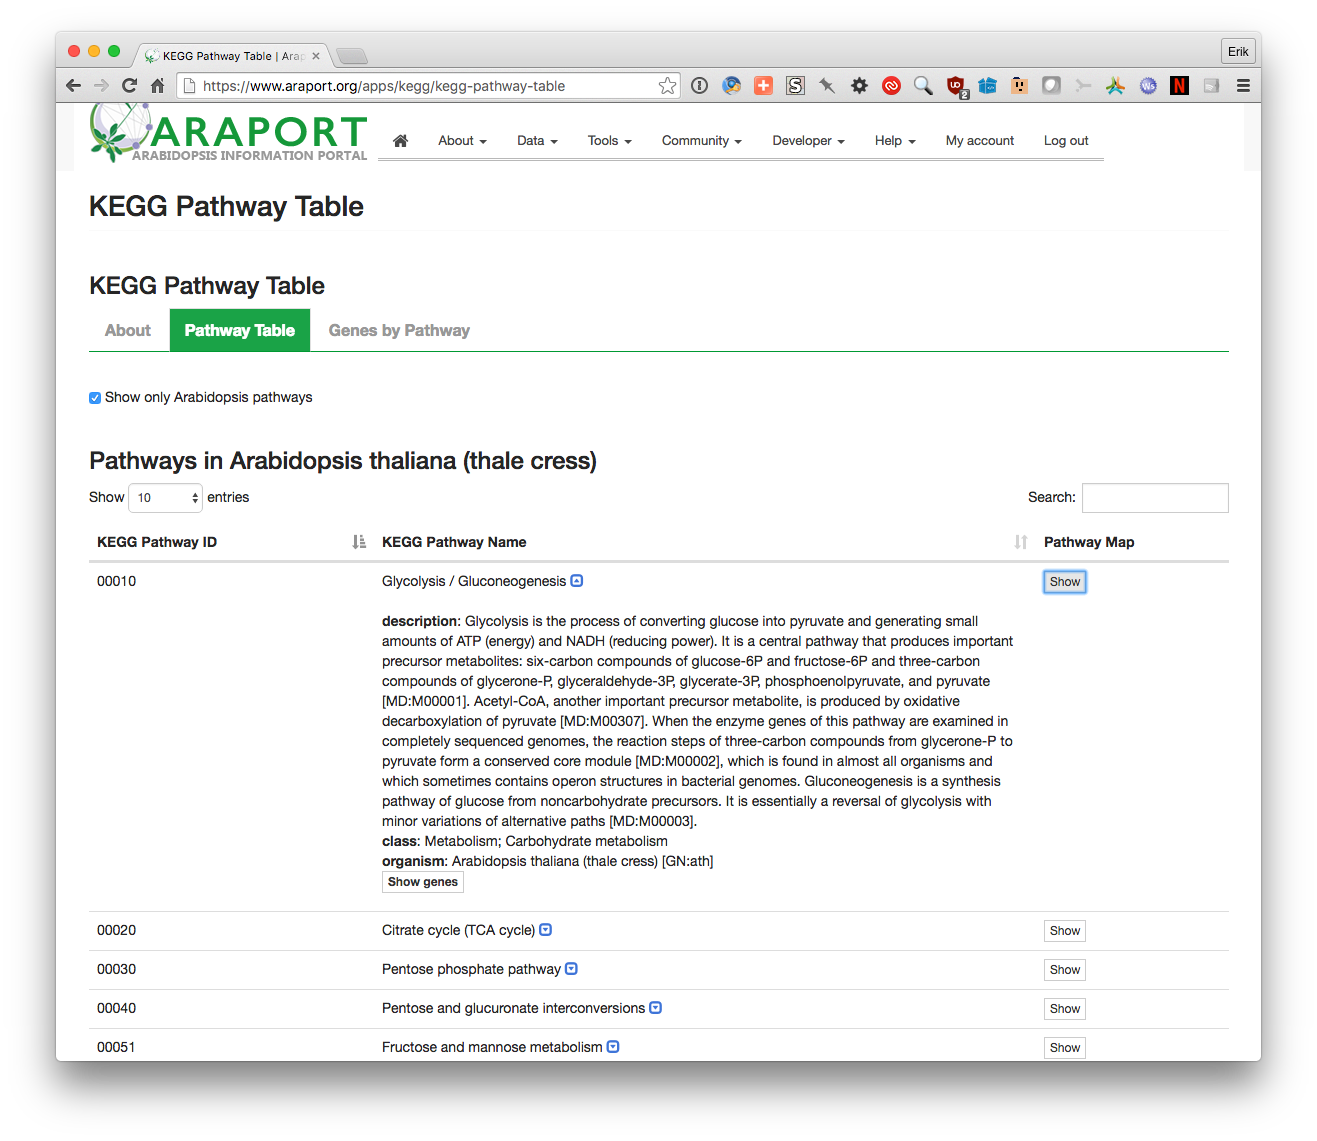 KEGG Pathway Table | Arap
Erik
https://www.araport.org/apps/kegg/kegg-pathway-table
ARAPORT
ARABIDOPSIS INFORMATION PORTAL
About Data Tools Community Developer Help My account Log out
KEGG Pathway Table
KEGG Pathway Table
About Pathway Table Genes by Pathway
Show only Arabidopsis pathways
Pathways in Arabidopsis thaliana (thale cress)
Show 10 entries Search:
KEGG Pathway ID KEGG Pathway Name Pathway Map
00010 Glycolysis / Gluconeogenesis Show
description: Glycolysis is the process of converting glucose into pyruvate and generating small
amounts of ATP (energy) and NADH (reducing power). It is a central pathway that produces important
precursor metabolites: six-carbon compounds of glucose-6P and fructose-6P and three-carbon
compounds of glycerone-P, glyceraldehyde-3P, glycerate-3P, phosphoenolpyruvate, and pyruvate
[MD:M00001]. Acetyl-CoA, another important precursor metabolite, is produced by oxidative
decarboxylation of pyruvate [MD:M00307]. When the enzyme genes of this pathway are examined in
completely sequenced genomes, the reaction steps of three-carbon compounds from glycerone-P to
pyruvate form a conserved core module [MD:M00002], which is found in almost all organisms and
which sometimes contains operon structures in bacterial genomes. Gluconeogenesis is a synthesis
pathway of glucose from noncarbohydrate precursors. It is essentially a reversal of glycolysis with
minor variations of alternative paths [MD:M00003].
class: Metabolism; Carbohydrate metabolism
organism: Arabidopsis thaliana (thale cress) [GN:ath]
Show genes
00020 Citrate cycle (TCA cycle) Show
00030 Pentose phosphate pathway Show
00040 Pentose and glucuronate interconversions Show
00051 Fructose and mannose metabolism Show